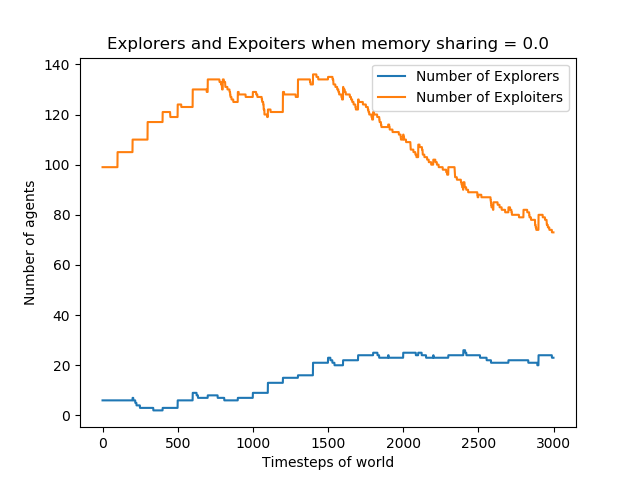 Explorers and Expoiters when memory sharing = 0.0
Number of Explorers
Number of Exploiters
Number of agents
140
120
100
80
60
40
20
0
0 500 1000 1500 2000 2500 3000
Timesteps of world